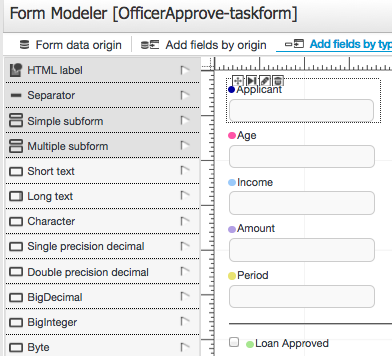 Form Modeler [OfficerApprove-taskform]
Form data origin
Add fields by origin
Add fields by typ
HTML label
Separator
Simple subform
Multiple subform
Short text
Long text
Character
Single precision decimal
Double precision decimal
BigDecimal
BigInteger
Byte
Applicant
Age
Income
Amount
Period
Loan Approved